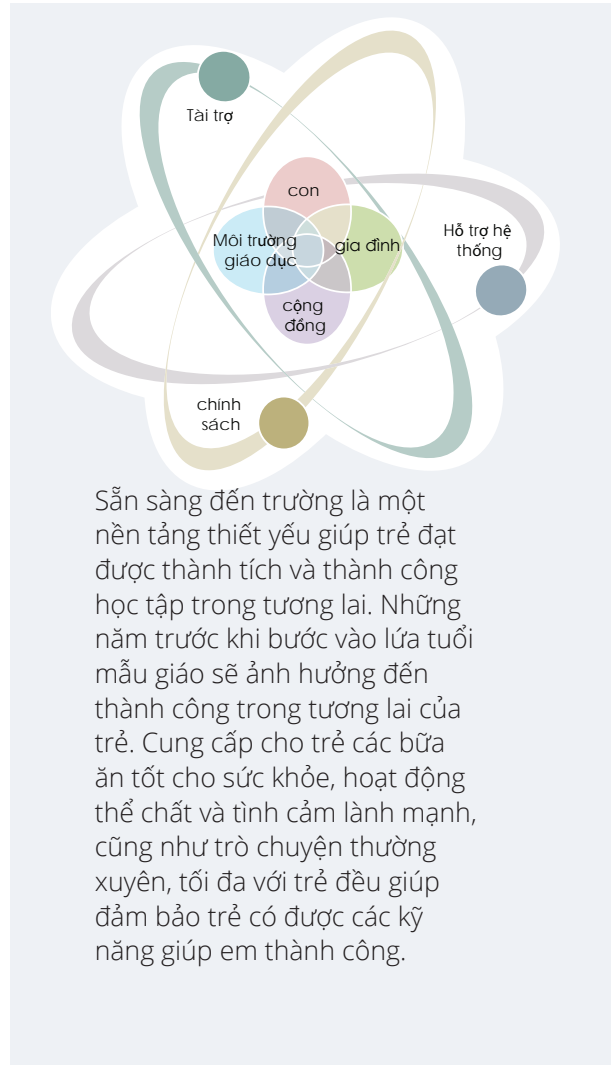 Tài trợ
con
Môi trường
giáo dục
gia đình
Hỗ trợ hệ
thống
cộng
đồng
chính
sách
Sẵn sàng đến trường là một
nền tảng thiết yếu giúp trẻ đạt
được thành tích và thành công
học tập trong tương lai. Những
năm trước khi bước vào lứa tuổi
mẫu giáo sẽ ảnh hưởng đến
thành công trong tương lai của
trẻ. Cung cấp cho trẻ các bữa
ăn tốt cho sức khỏe, hoạt động
thể chất và tình cảm lành mạnh,
cũng như trò chuyện thường
xuyên, tối đa với trẻ đều giúp
đảm bảo trẻ có được các kỹ
năng giúp em thành công.